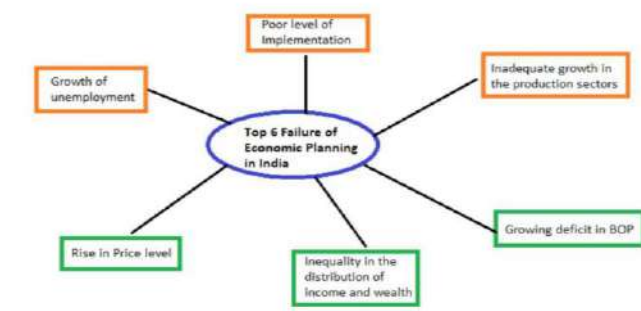 Poor level of
Implementation
Growth of
unemployment
Inadequate growth in
the production sectors
Top 6 Failure of
Economic Planning
in India
Rise in Price level
Inequality in the
distribution of
income and wealth
Growing deficit in BOP